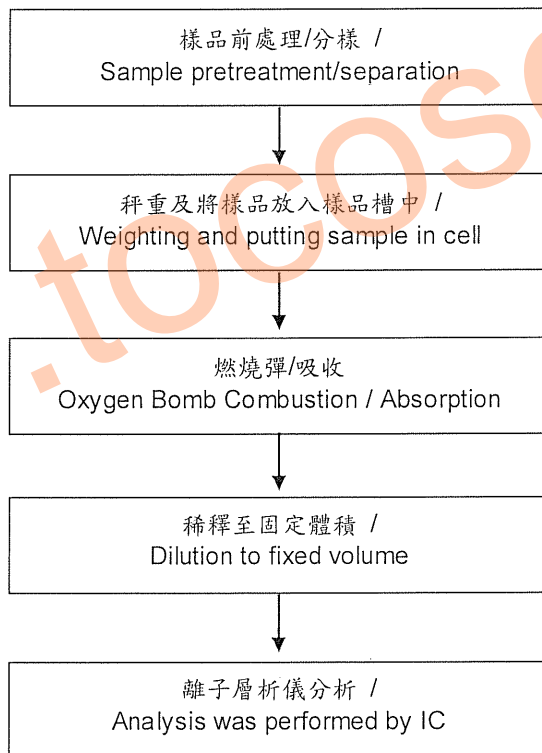 樣品前處理/分樣 /
Sample pretreatment/separation
秤重及將樣品放入樣品槽中 /
Weighting and putting sample in cell
燃燒彈/吸收
Oxygen Bomb Combustion / Absorption
稀釋至固定體積 /
Dilution to fixed volume
離子層析儀分析 /
Analysis was performed by IC